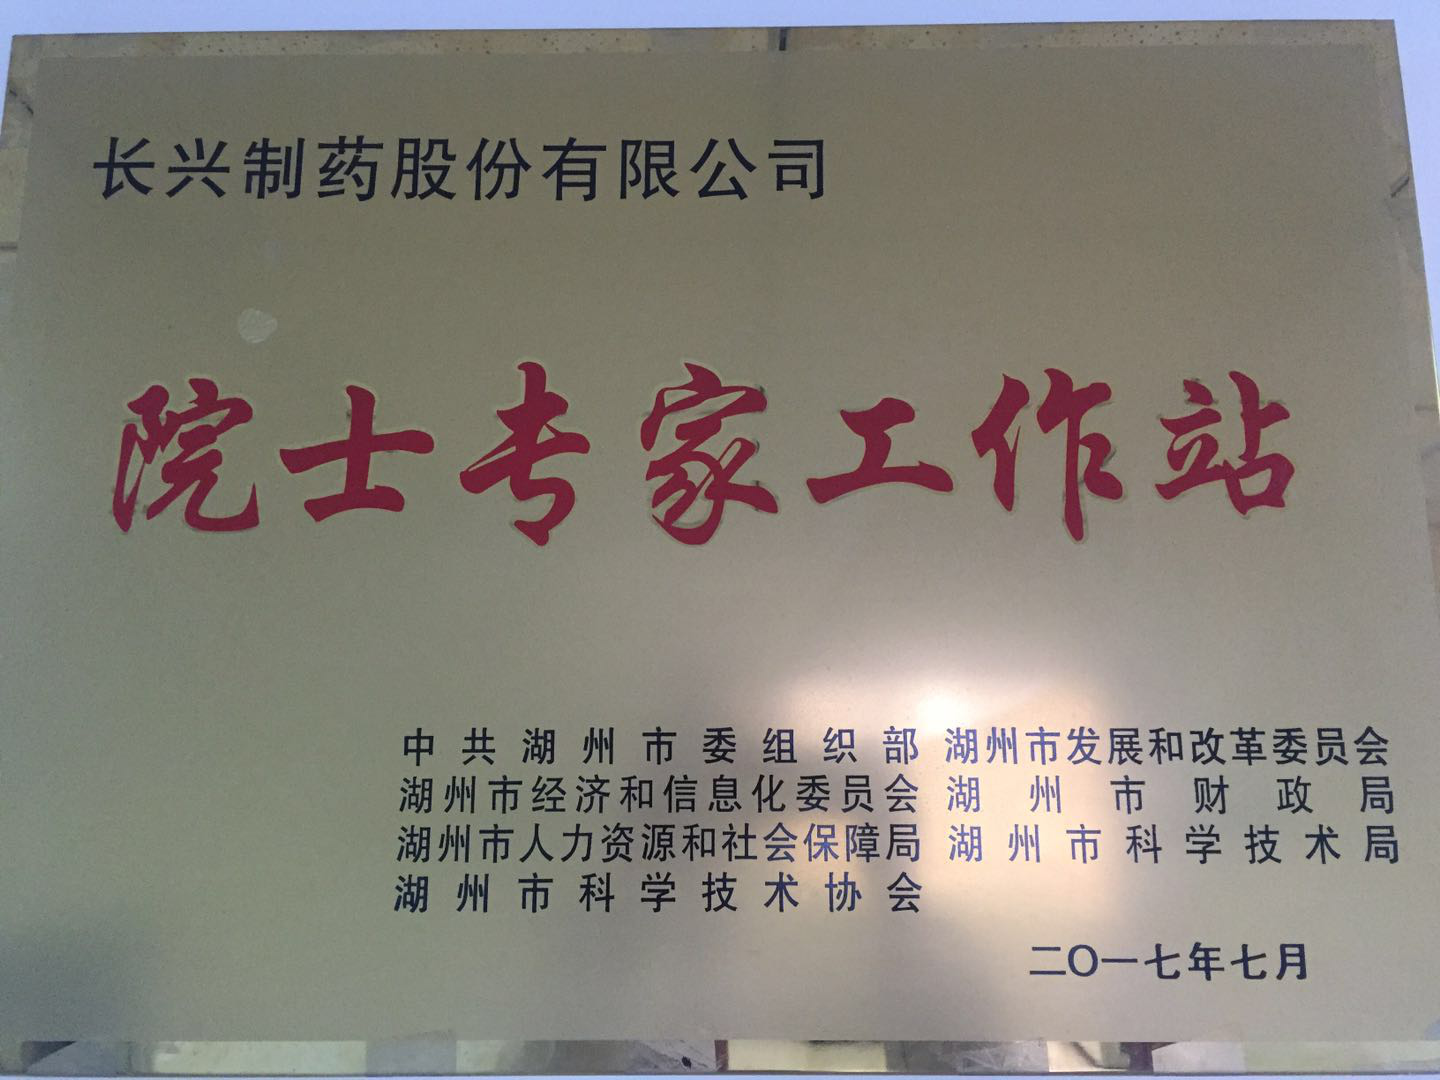 长兴制药股份有限公司
院士专家工作站
中共湖州市委组织部 湖州市发展和改革委员会
湖州市经济和信息化委员会 湖州市财政局
湖州市人力资源和社会保障局 湖州市科学技术局
湖州市科学技术协会
二〇一七年七月